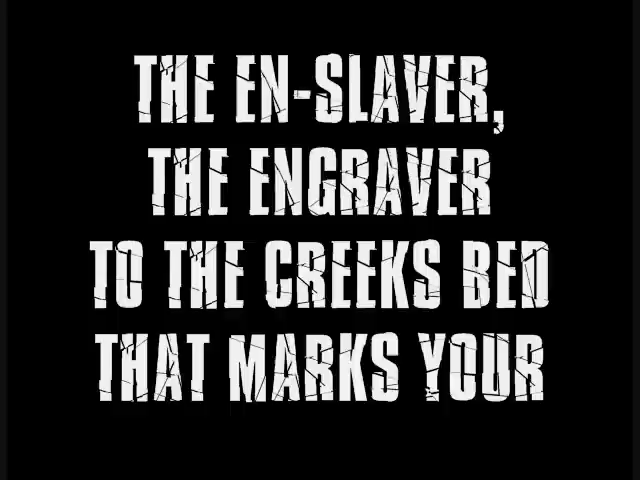 THE EN-SLAVER,
THE ENGRAVER
TO THE CREEKS BED
THAT MARKS YOUR